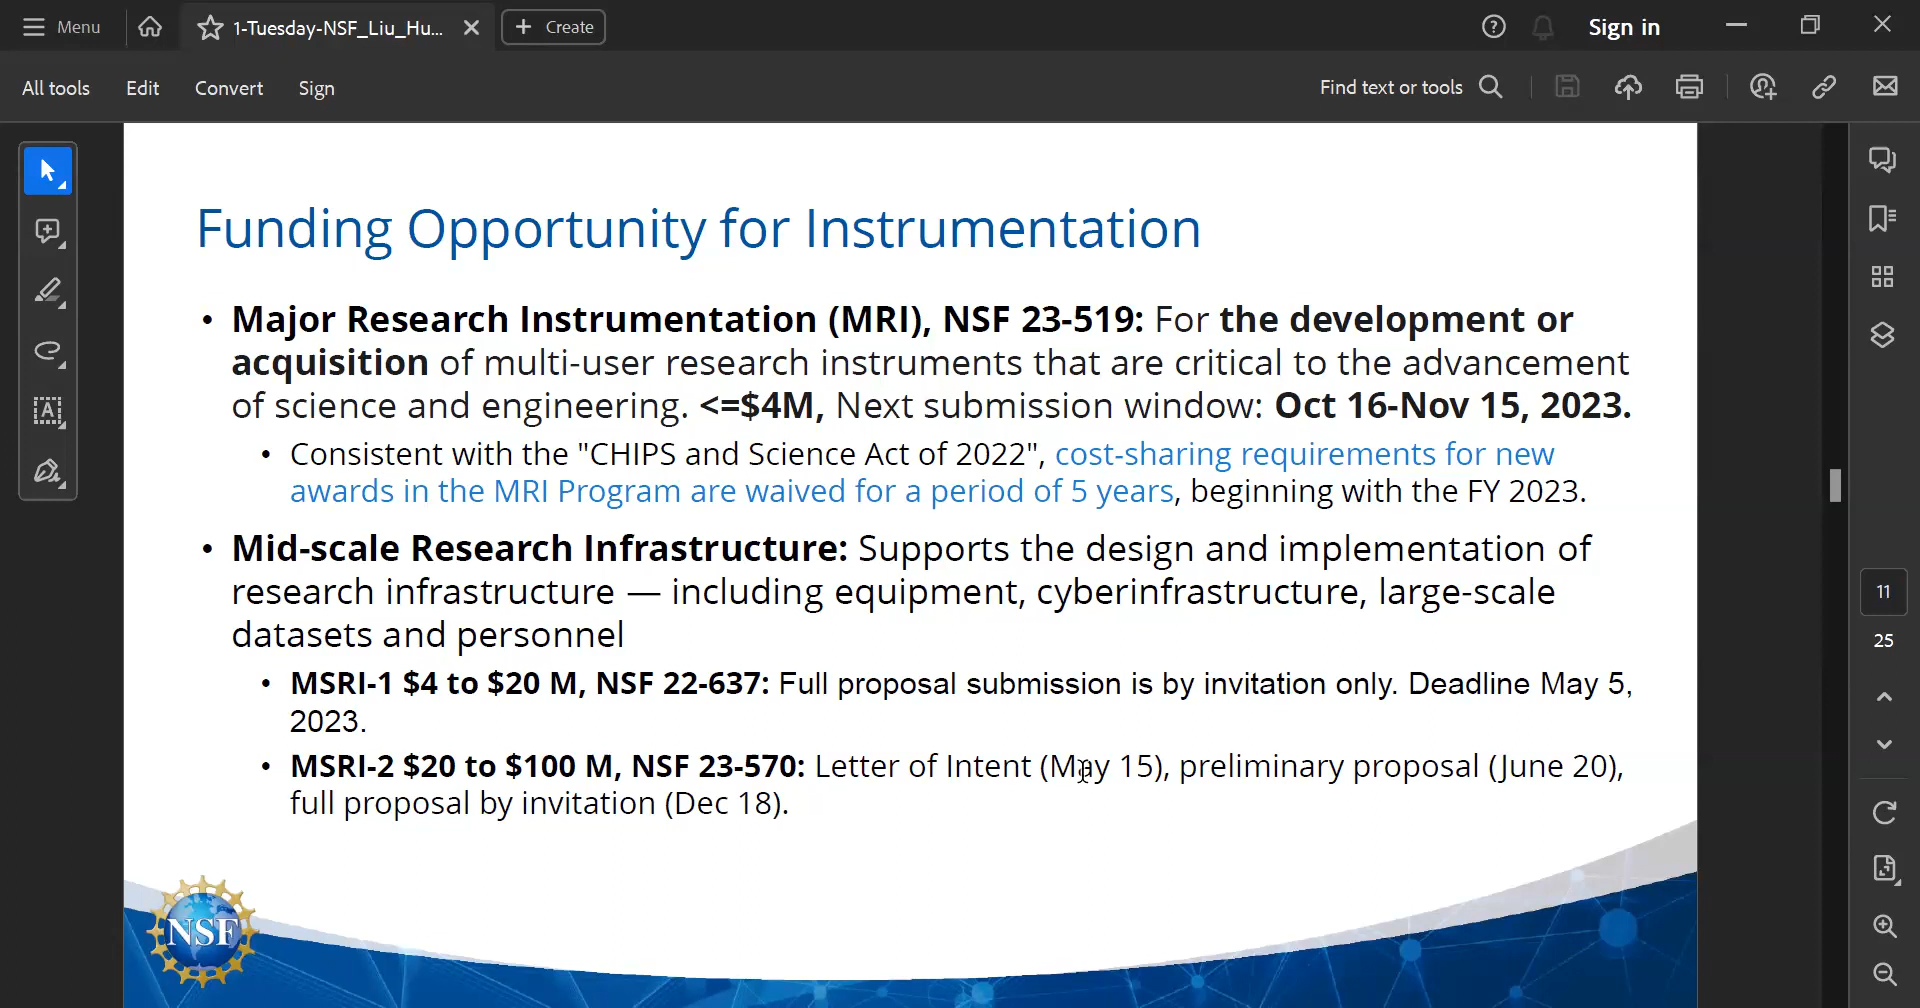 Menu
1-Tuesday-NSF_Liu_Hu...
Create
Sign in
All tools
Edit
Convert
Sign
Find text or tools
Funding Opportunity for Instrumentation
• Major Research Instrumentation (MRI), NSF 23-519: For the development or
acquisition of multi-user research instruments that are critical to the advancement
of science and engineering. <=$4M, Next submission window: Oct 16-Nov 15, 2023.
• Consistent with the "CHIPS and Science Act of 2022", cost-sharing requirements for new
awards in the MRI Program are waived for a period of 5 years, beginning with the FY 2023.
• Mid-scale Research Infrastructure: Supports the design and implementation of
research infrastructure — including equipment, cyberinfrastructure, large-scale
datasets and personnel
• MSRI-1 $4 to $20 M, NSF 22-637: Full proposal submission is by invitation only. Deadline May 5,
2023.
• MSRI-2 $20 to $100 M, NSF 23-570: Letter of Intent (May 15), preliminary proposal (June 20),
full proposal by invitation (Dec 18).
NSF
11
25